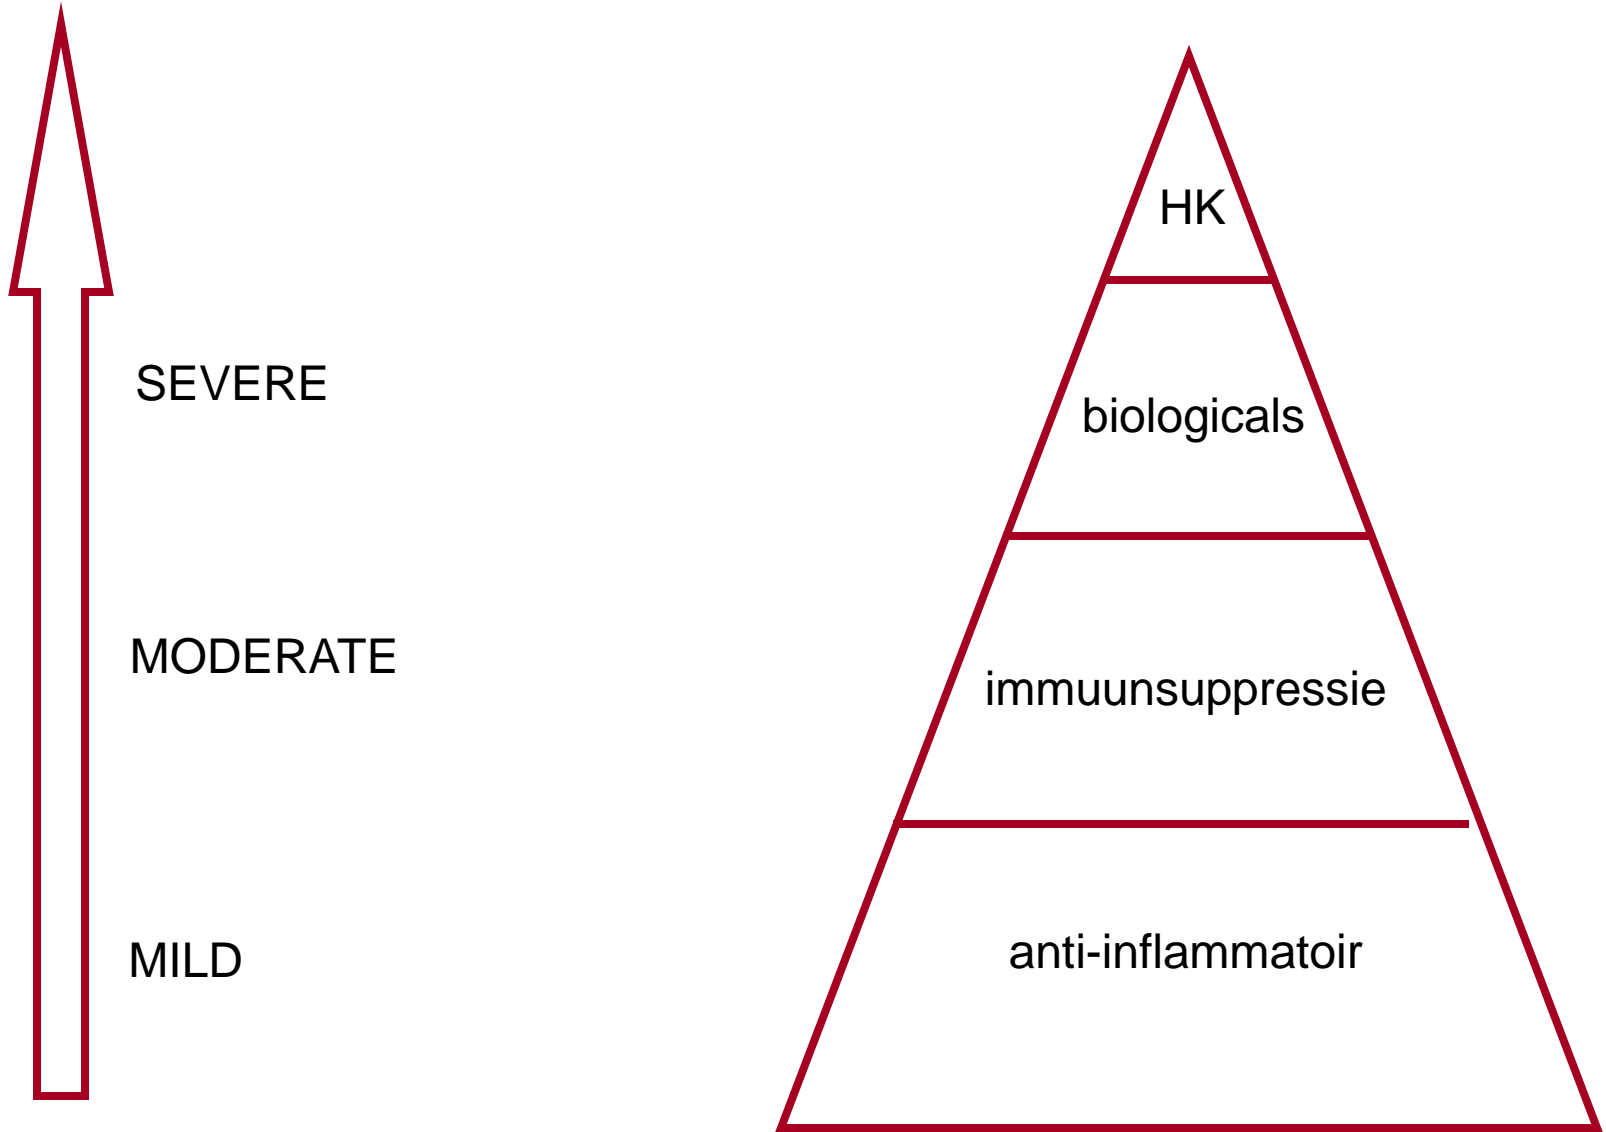 HK
SEVERE
biologicals
MODERATE
immuunsuppressie
MILD
anti-inflammatoir